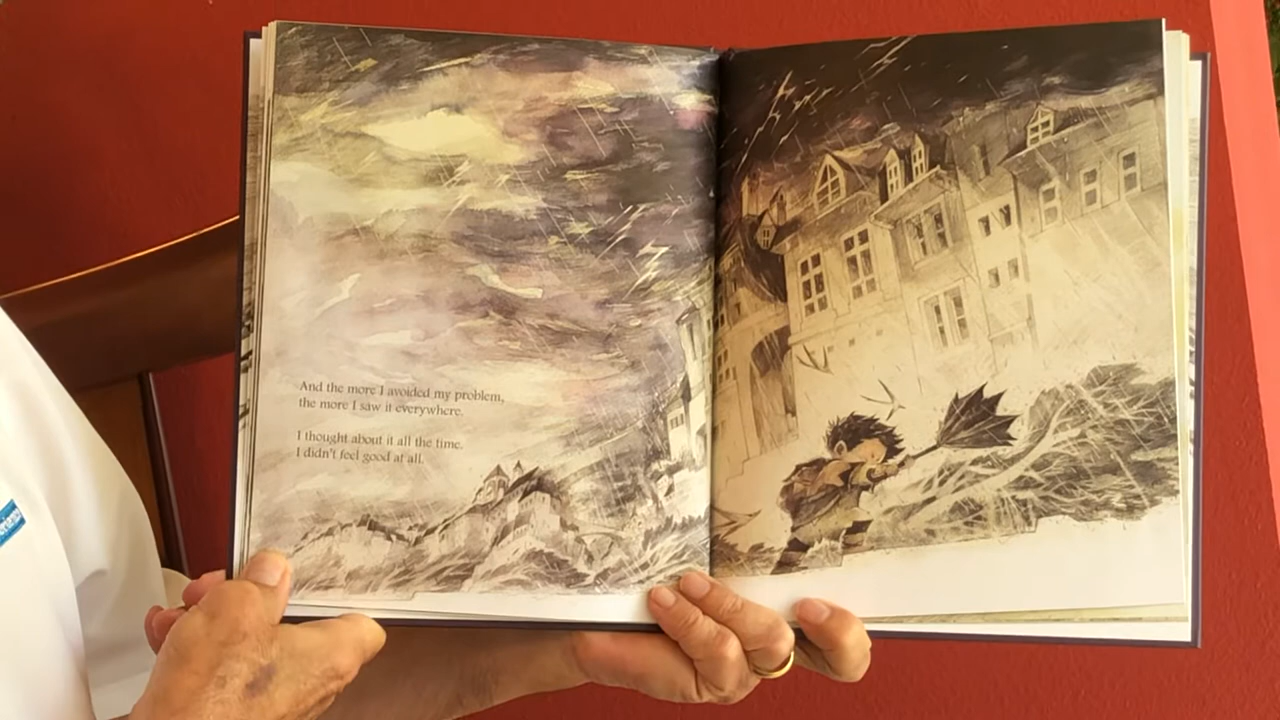 And the more I avoided my problem,
the more I saw it everywhere.
I thought about it all the time.
I didn't feel good at all.